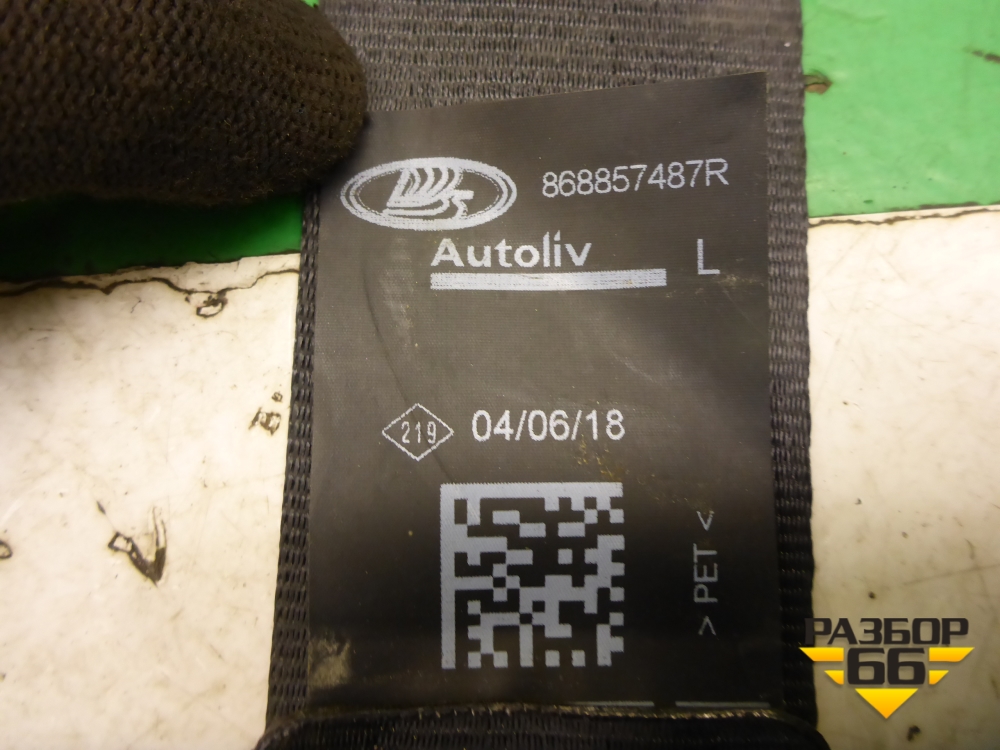 868857487R
Autoliv L
219 04/06/18
> PET <
РАЗБОР
66